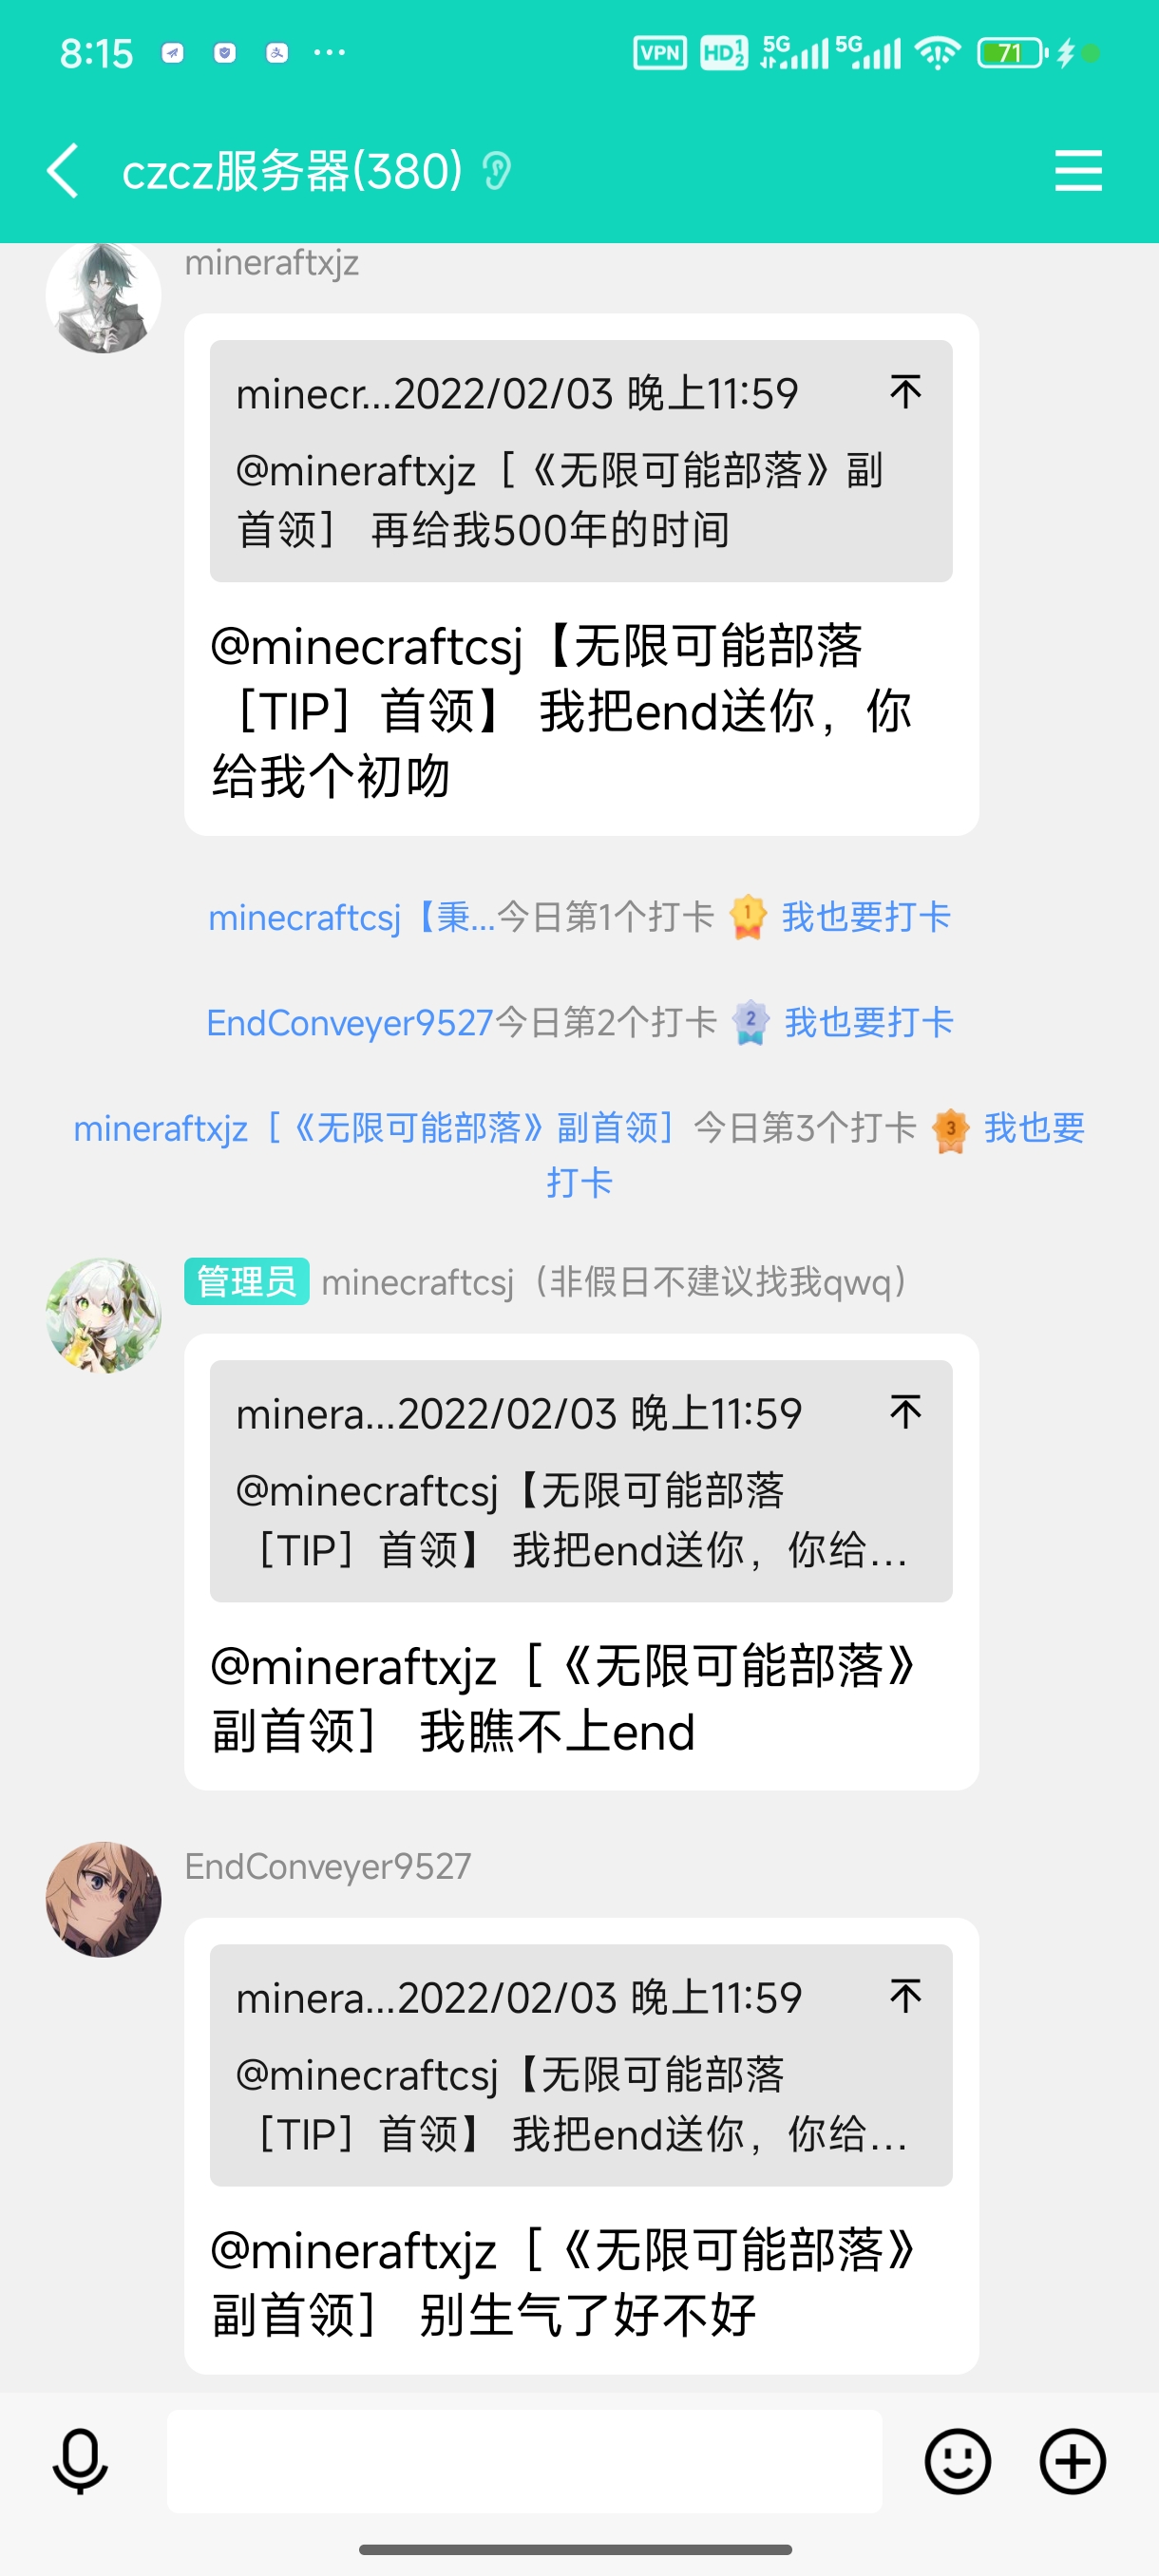 8:15 ··· VPN HD 1 2 5G 5G 71
czcz服务器(380)
mineraftxjz
minecr...2022/02/03 晚上11:59
@mineraftxjz［《无限可能部落》副
首领］ 再给我500年的时间
@minecraftcsj【无限可能部落
［TIP］首领】 我把end送你，你
给我个初吻
minecraftcsj【秉...今日第1个打卡 1 我也要打卡
EndConveyer9527今日第2个打卡 2 我也要打卡
mineraftxjz［《无限可能部落》副首领］今日第3个打卡 3 我也要
打卡
管理员 minecraftcsj（非假日不建议找我qwq）
minera...2022/02/03 晚上11:59
@minecraftcsj【无限可能部落
［TIP］首领】 我把end送你，你给...
@mineraftxjz［《无限可能部落》
副首领］ 我瞧不上end
EndConveyer9527
minera...2022/02/03 晚上11:59
@minecraftcsj【无限可能部落
［TIP］首领】 我把end送你，你给...
@mineraftxjz［《无限可能部落》
副首领］ 别生气了好不好